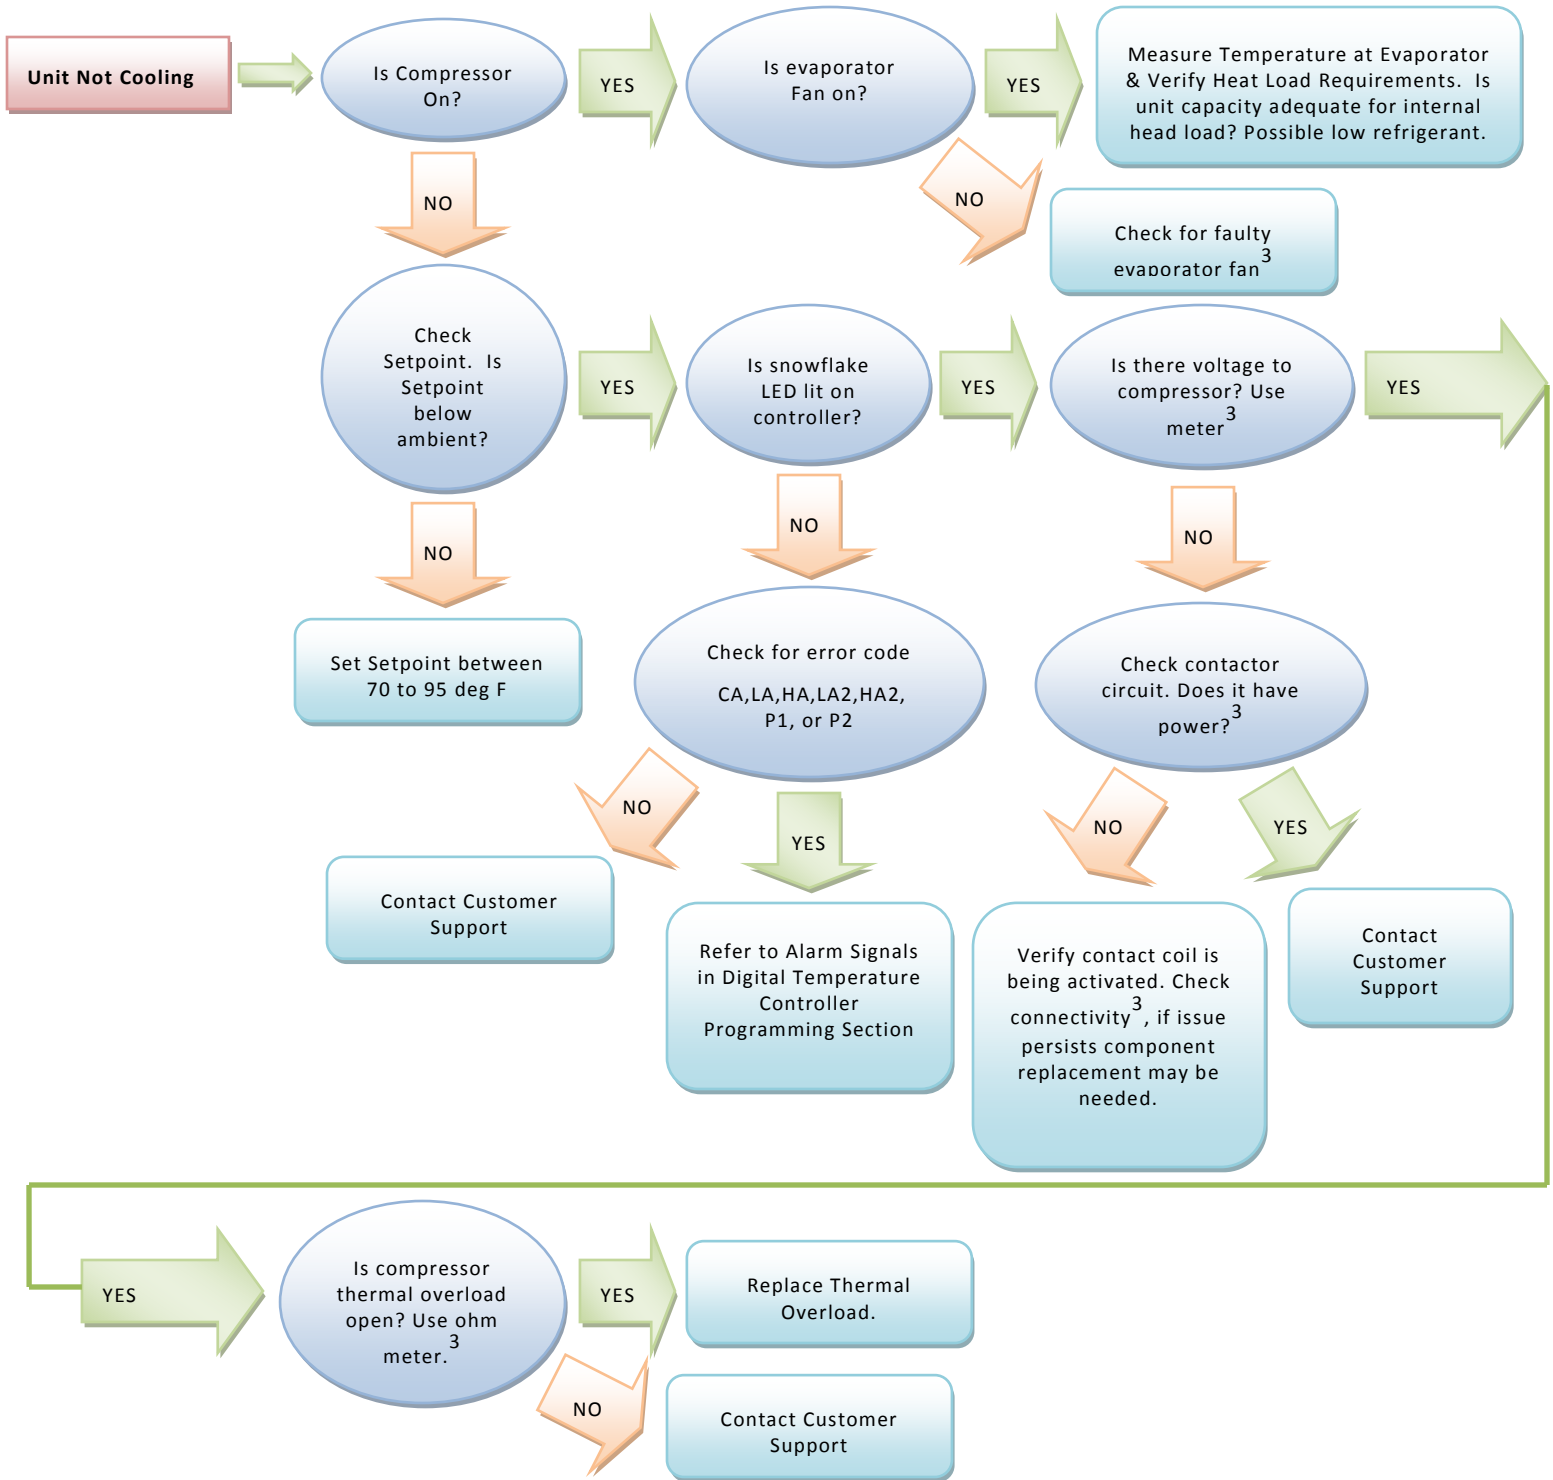 Unit Not Cooling
Is Compressor
On?
YES
Is evaporator
Fan on?
YES
Measure Temperature at Evaporator
& Verify Heat Load Requirements.  Is
unit capacity adequate for internal
head load? Possible low refrigerant.
NO
NO
Check for faulty
evaporator fan3
Check
Setpoint.  Is
Setpoint
below
ambient?
YES
Is snowflake
LED lit on
controller?
YES
Is there voltage to
compressor? Use
meter3
YES
NO
NO
NO
Set Setpoint between
70 to 95 deg F
Check for error code
CA,LA,HA,LA2,HA2,
P1, or P2
Check contactor
circuit. Does it have
power?3
NO
YES
NO
YES
Contact Customer
Support
Refer to Alarm Signals
in Digital Temperature
Controller
Programming Section
Verify contact coil is
being activated. Check
connectivity3, if issue
persists component
replacement may be
needed.
Contact
Customer
Support
YES
Is compressor
thermal overload
open? Use ohm
meter.3
YES
Replace Thermal
Overload.
NO
Contact Customer
Support